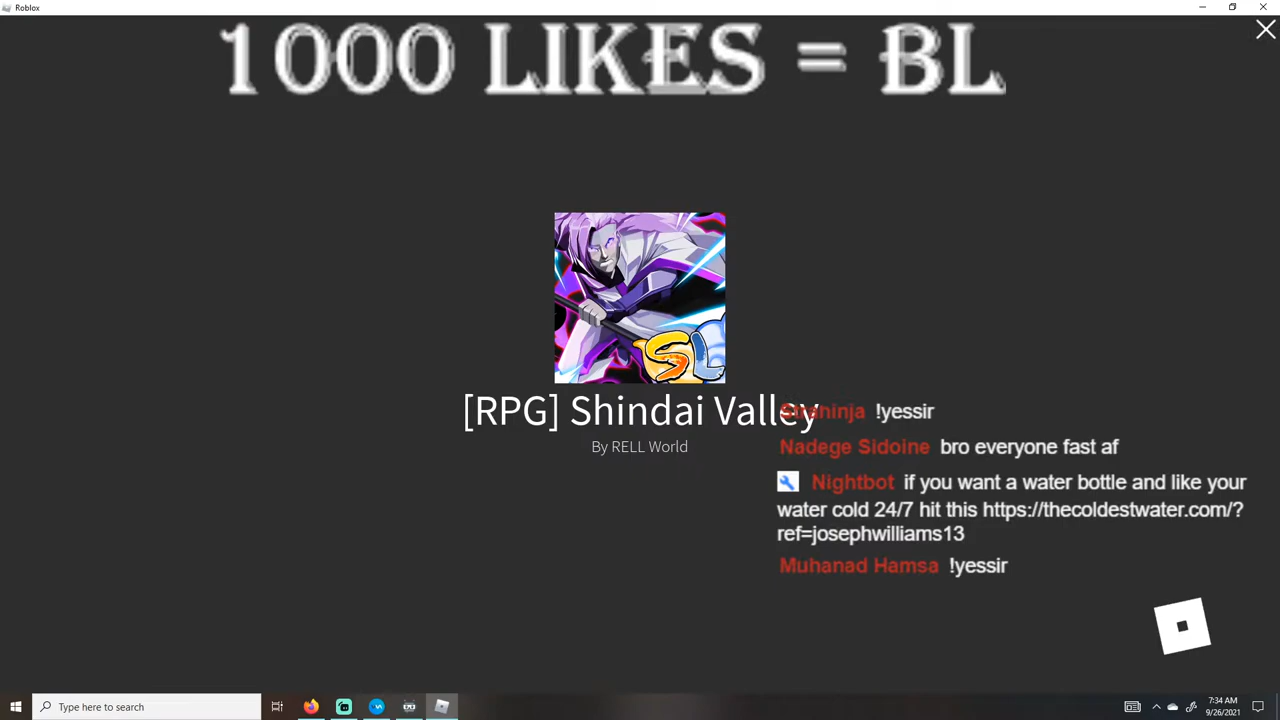 Roblox
1000 LIKES = BL
SL
[RPG] Shindai Valley
By RELL World
Straninja !yessir
Nadege Sidoine bro everyone fast af
Nightbot if you want a water bottle and like your
water cold 24/7 hit this https://thecoldestwater.com/?
ref=josephwilliams13
Muhanad Hamsa !yessir
Type here to search
7:34 AM
9/26/2021